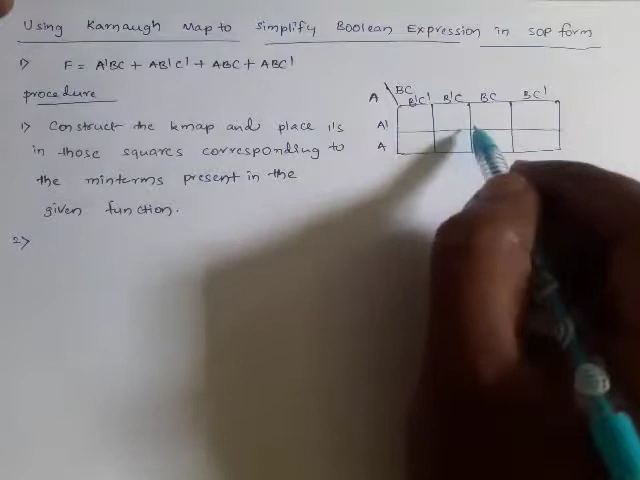 Using Karnaugh Map to simplify Boolean Expression in SOP form
1) F = A'BC + AB'C' + ABC + ABC'
procedure
1) Construct the kmap and place 1's
in those squares corresponding to
the minterms present in the
given function.
2)
BC
A B'C' B'C BC BC'
A'
A